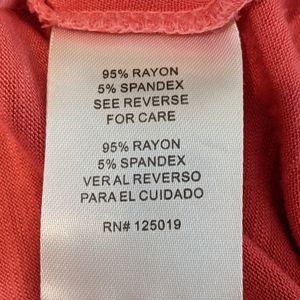 95% RAYON
5% SPANDEX
SEE REVERSE
FOR CARE
95% RAYON
5% SPANDEX
VER AL REVERSO
PARA EL CUIDADO
RN# 125019